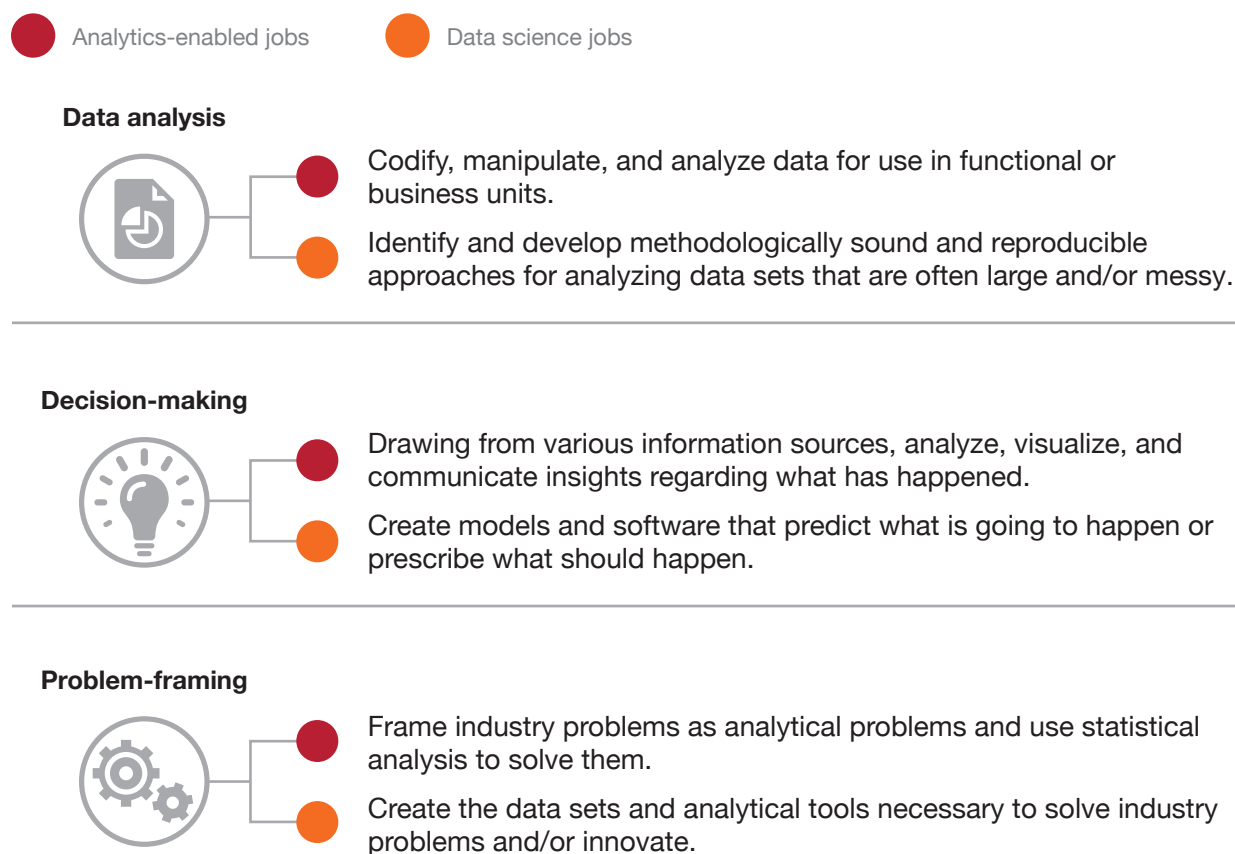 Analytics-enabled jobs
Data science jobs
Data analysis
Codify, manipulate, and analyze data for use in functional or
business units.
Identify and develop methodologically sound and reproducible
approaches for analyzing data sets that are often large and/or messy.
Decision-making
Drawing from various information sources, analyze, visualize, and
communicate insights regarding what has happened.
Create models and software that predict what is going to happen or
prescribe what should happen.
Problem-framing
Frame industry problems as analytical problems and use statistical
analysis to solve them.
Create the data sets and analytical tools necessary to solve industry
problems and/or innovate.